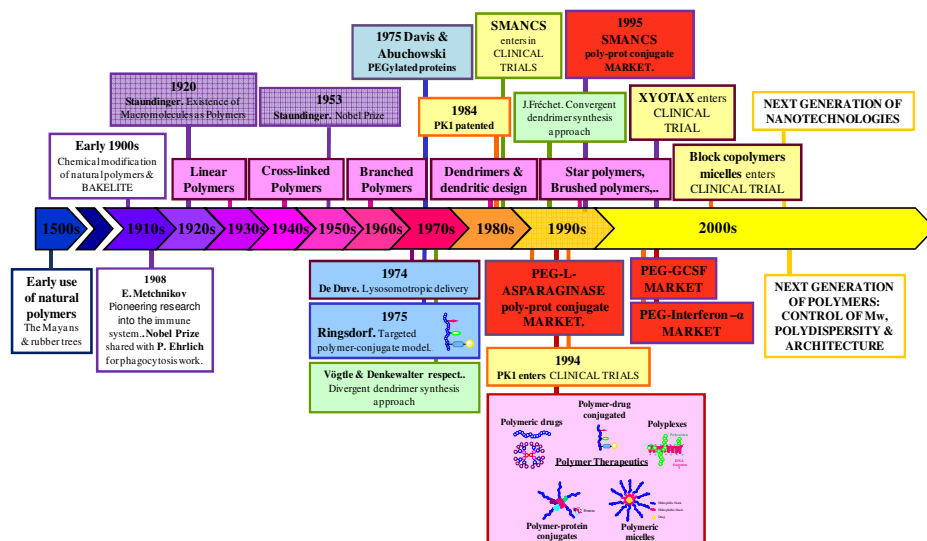 1975 Davis &
Abuchowski
PEGylated proteins
SMANCS
enters in
CLINICAL
TRIALS
1995
SMANCS
poly-prot conjugate
MARKET.
1920
Staundinger. Existence of
Macromolecules as Polymers
1953
Staundinger. Nobel Prize
1984
PK1 patented
J.Fréchet. Convergent
dendrimer synthesis
approach
XYOTAX enters
CLINICAL
TRIAL
NEXT GENERATION OF
NANOTECHNOLOGIES
Early 1900s
Chemical modification
of natural polymers &
BAKELITE
Linear
Polymers
Cross-linked
Polymers
Branched
Polymers
Dendrimers &
dendritic design
Star polymers,
Brushed polymers,..
Block copolymers
micelles enters
CLINICAL TRIAL
1500s
1910s
1920s
1930s
1940s
1950s
1960s
1970s
1980s
1990s
2000s
Early use
of natural
polymers
The Mayans
& rubber trees
1908
E. Metchnikov
Pioneering research
into the immune
system.. Nobel Prize
shared with P. Ehrlich
for phagocytosis work.
1974
De Duve. Lysosomotropic delivery
1975
Ringsdorf. Targeted
polymer-conjugate model.
Vögtle & Denkewalter respect..
Divergent dendrimer synthesis
approach
PEG-L-
ASPARAGINASE
poly-prot conjugate
MARKET.
1994
PK1 enters CLINICAL TRIALS
PEG-GCSF
MARKET
PEG-Interferon-α
MARKET
NEXT GENERATION
OF POLYMERS:
CONTROL OF Mw,
POLYDISPERSITY &
ARCHITECTURE
Polymer-drug
conjugated
Polymeric drugs
Polyplexes
Polymer Therapeutics
Polymer-protein
conjugates
Polymeric
micelles